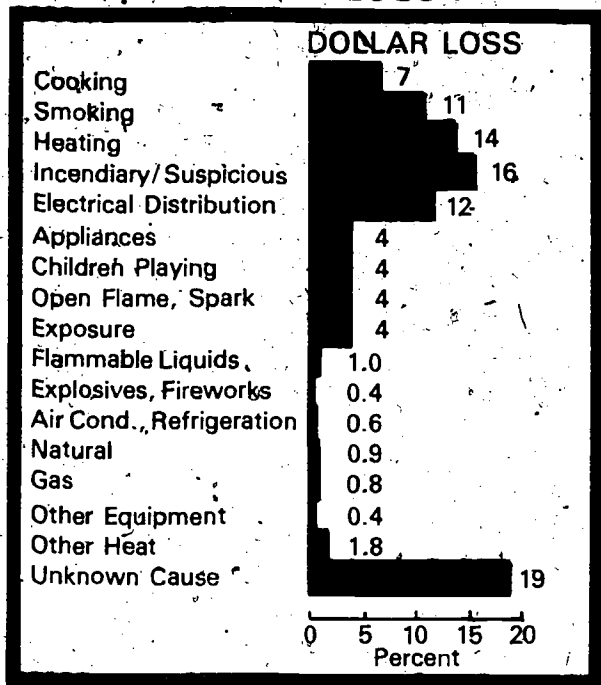 DOLLAR LOSS
Cooking 7
Smoking 11
Heating 14
Incendiary/Suspicious 16
Electrical Distribution 12
Appliances 4
Children Playing 4
Open Flame, Spark 4
Exposure 4
Flammable Liquids 1.0
Explosives, Fireworks 0.4
Air Cond., Refrigeration 0.6
Natural 0.9
Gas 0.8
Other Equipment 0.4
Other Heat 1.8
Unknown Cause 19
0 5 10 15 20
Percent